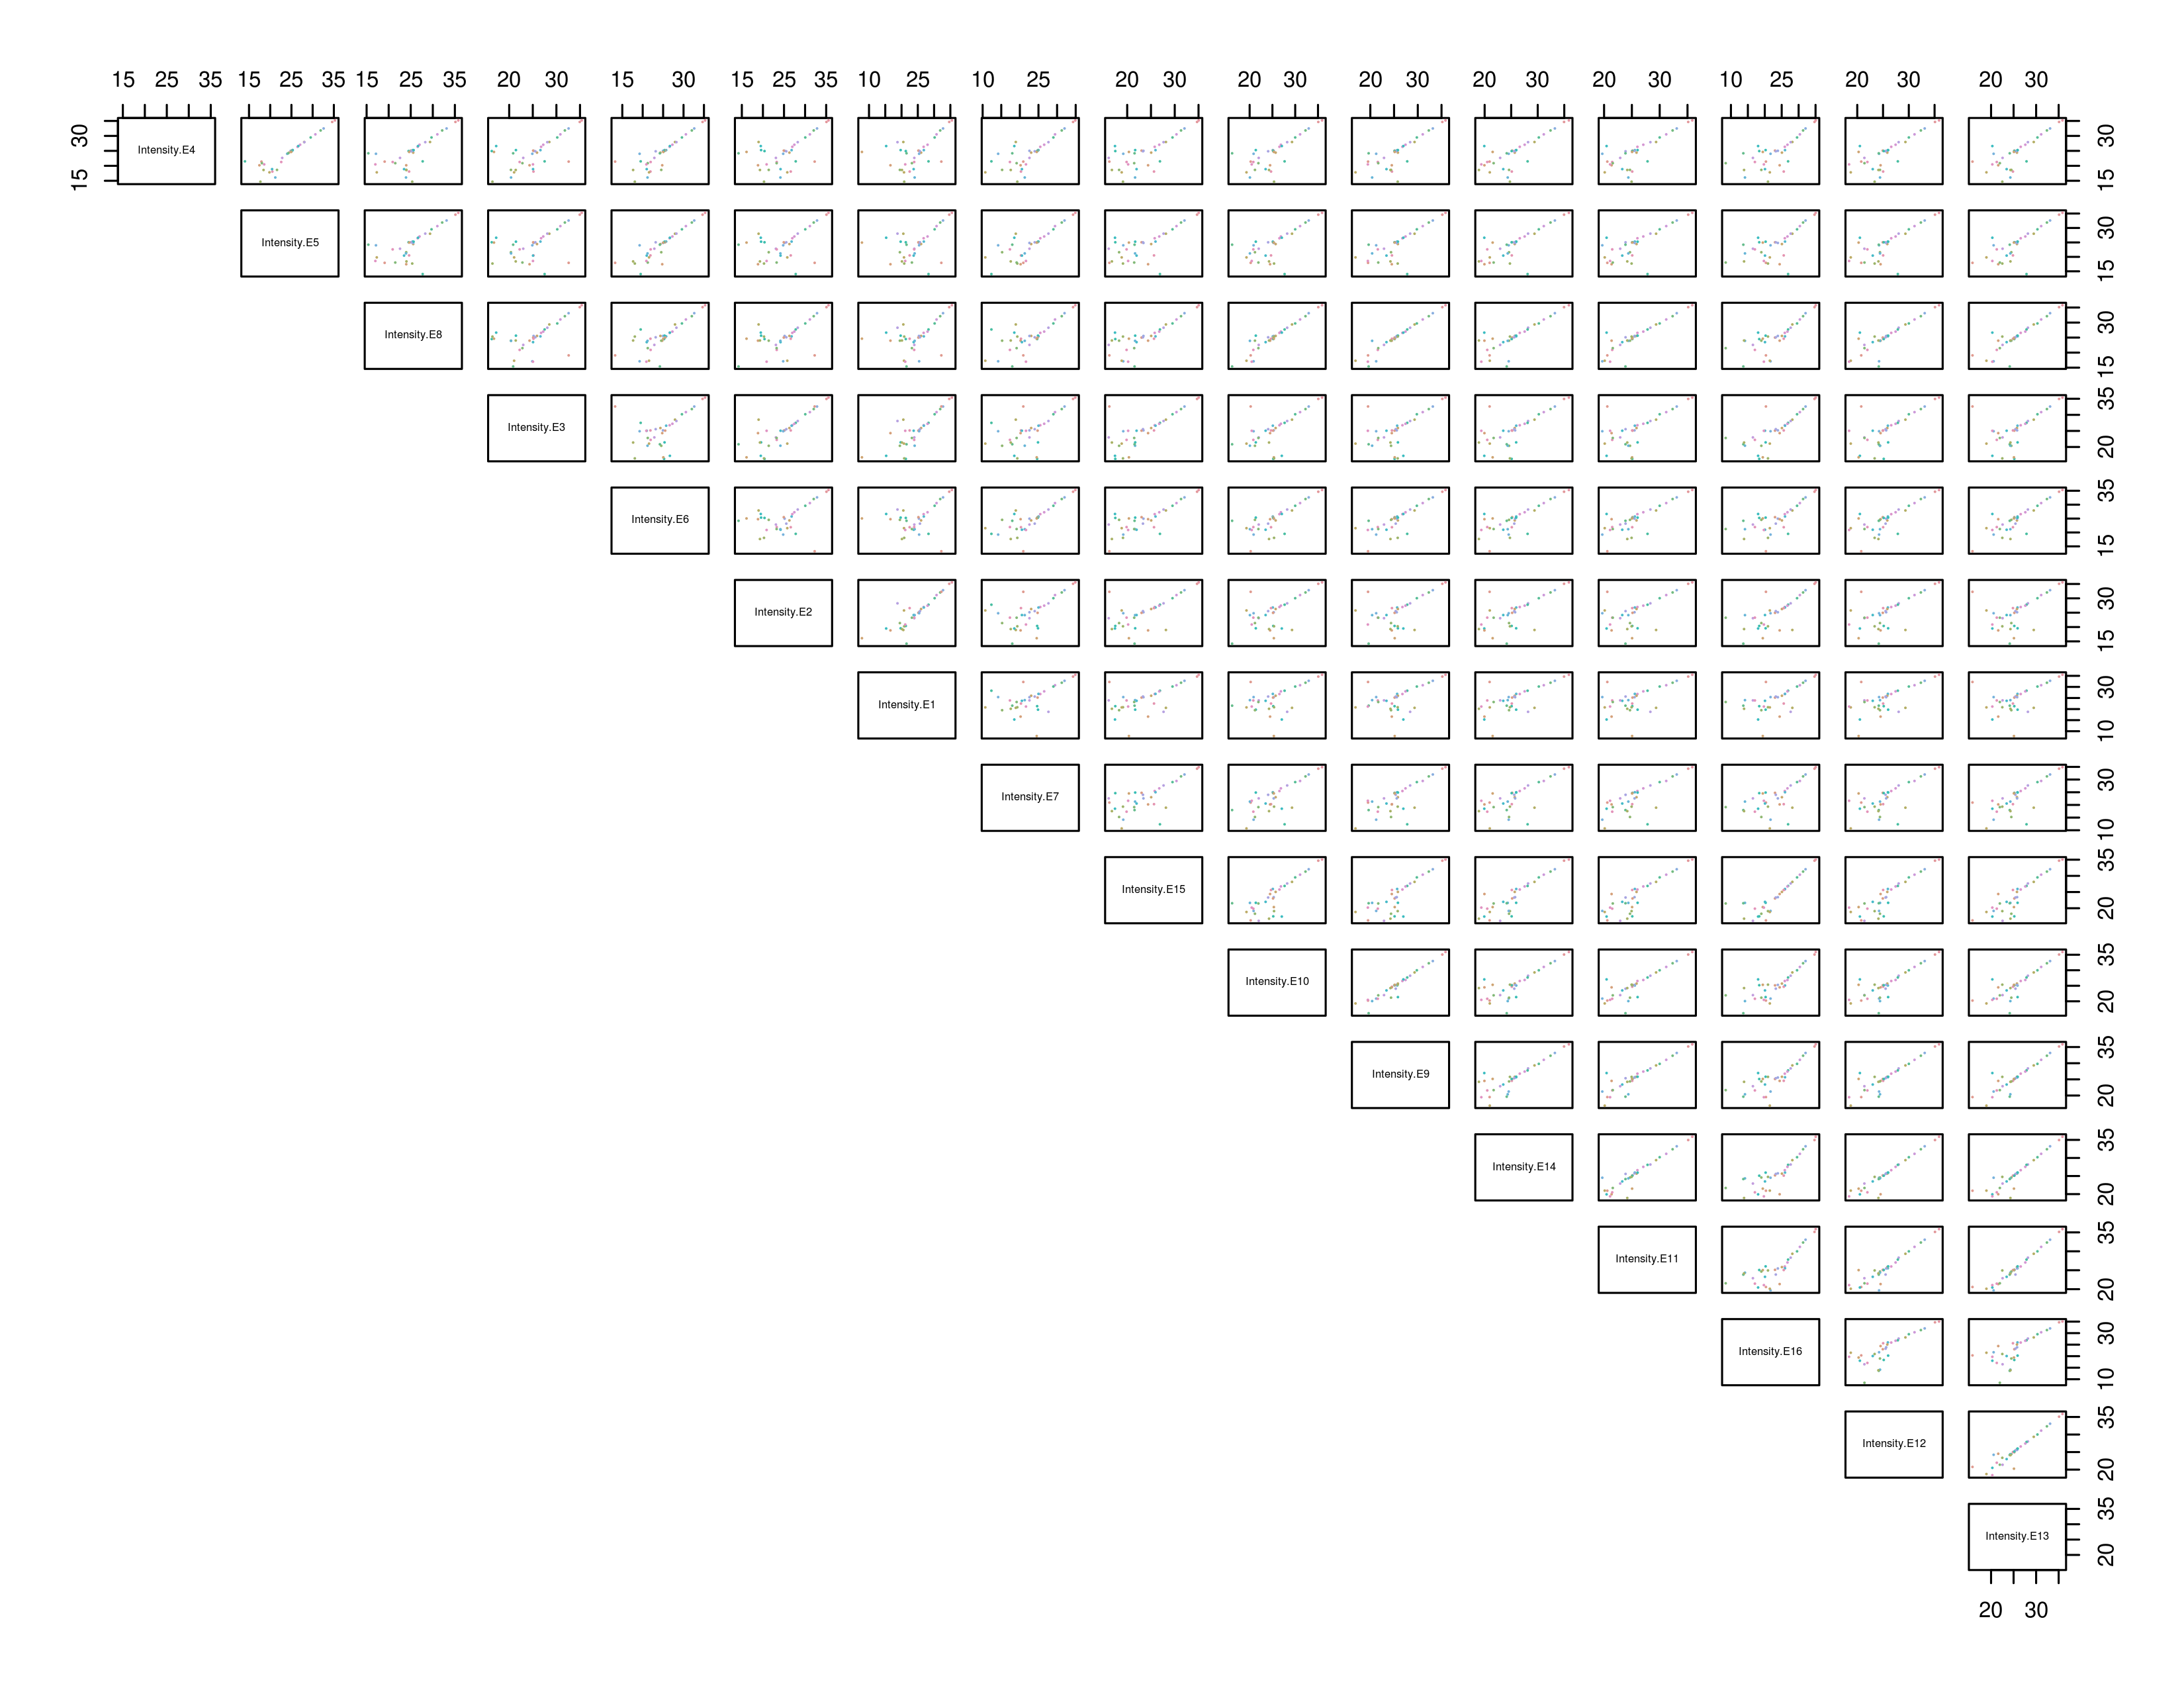 15 25 35 15 25 35 15 25 35 20 30 15 30 15 25 35 10 25 10 25 20 30 20 30 20 30 20 30 20 30 10 25 20 30 20 30
15 30 Intensity.E4 15 30
Intensity.E5 15 30
Intensity.E8 15 30
Intensity.E3 20 35
Intensity.E6 15 35
Intensity.E2 15 30
Intensity.E1 10 30
Intensity.E7 10 30
Intensity.E15 20 35
Intensity.E10 20 35
Intensity.E9 20 35
Intensity.E14 20 35
Intensity.E11 20 35
Intensity.E16 10 30
Intensity.E12 20 35
Intensity.E13 20 35
20 30